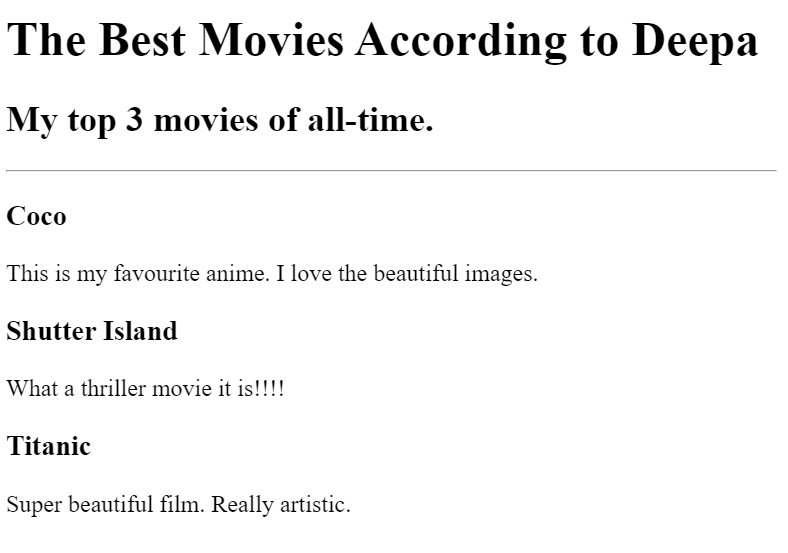 The Best Movies According to Deepa
My top 3 movies of all-time.
Coco
This is my favourite anime. I love the beautiful images.
Shutter Island
What a thriller movie it is!!!!
Titanic
Super beautiful film. Really artistic.